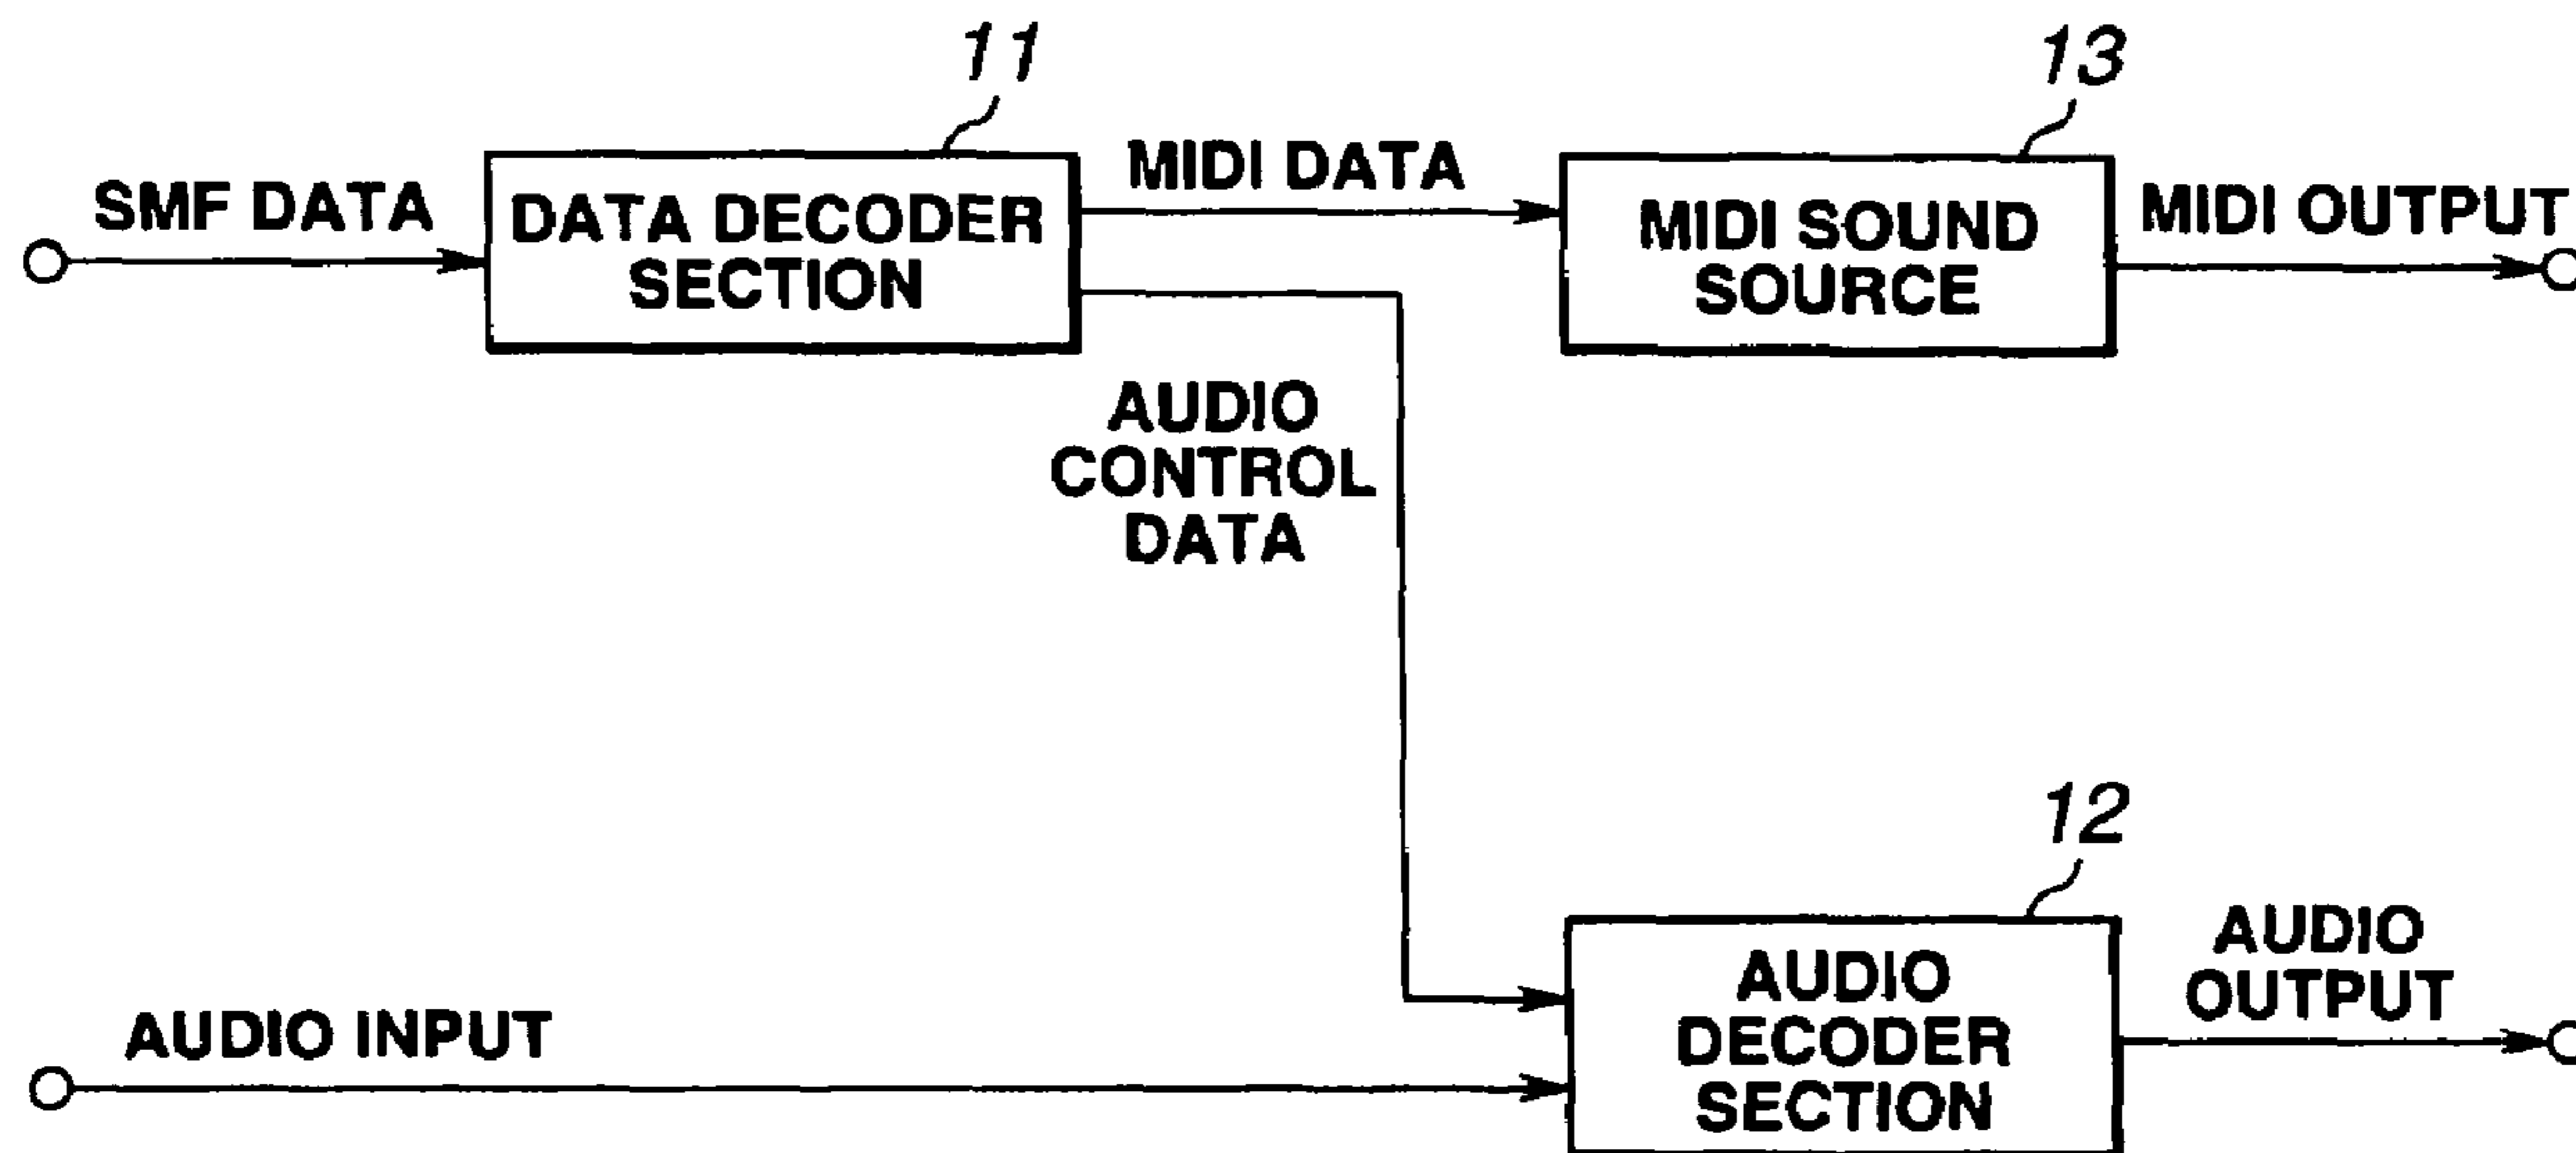 11
13
SMF DATA
DATA DECODER
SECTION
MIDI DATA
MIDI SOUND
SOURCE
MIDI OUTPUT
AUDIO
CONTROL
DATA
12
AUDIO INPUT
AUDIO
DECODER
SECTION
AUDIO
OUTPUT